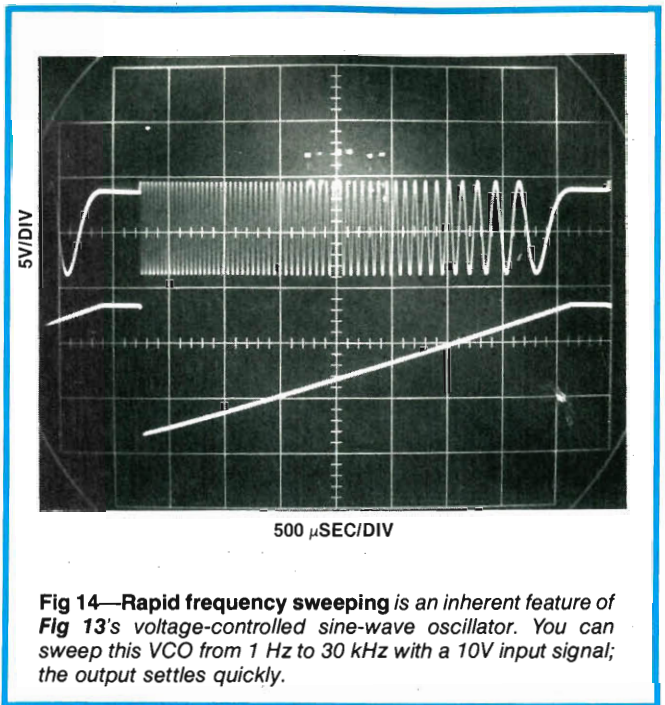 5V/DIV
500 μSEC/DIV
Fig 14—Rapid frequency sweeping is an inherent feature of
Fig 13's voltage-controlled sine-wave oscillator. You can
sweep this VCO from 1 Hz to 30 kHz with a 10V input signal;
the output settles quickly.